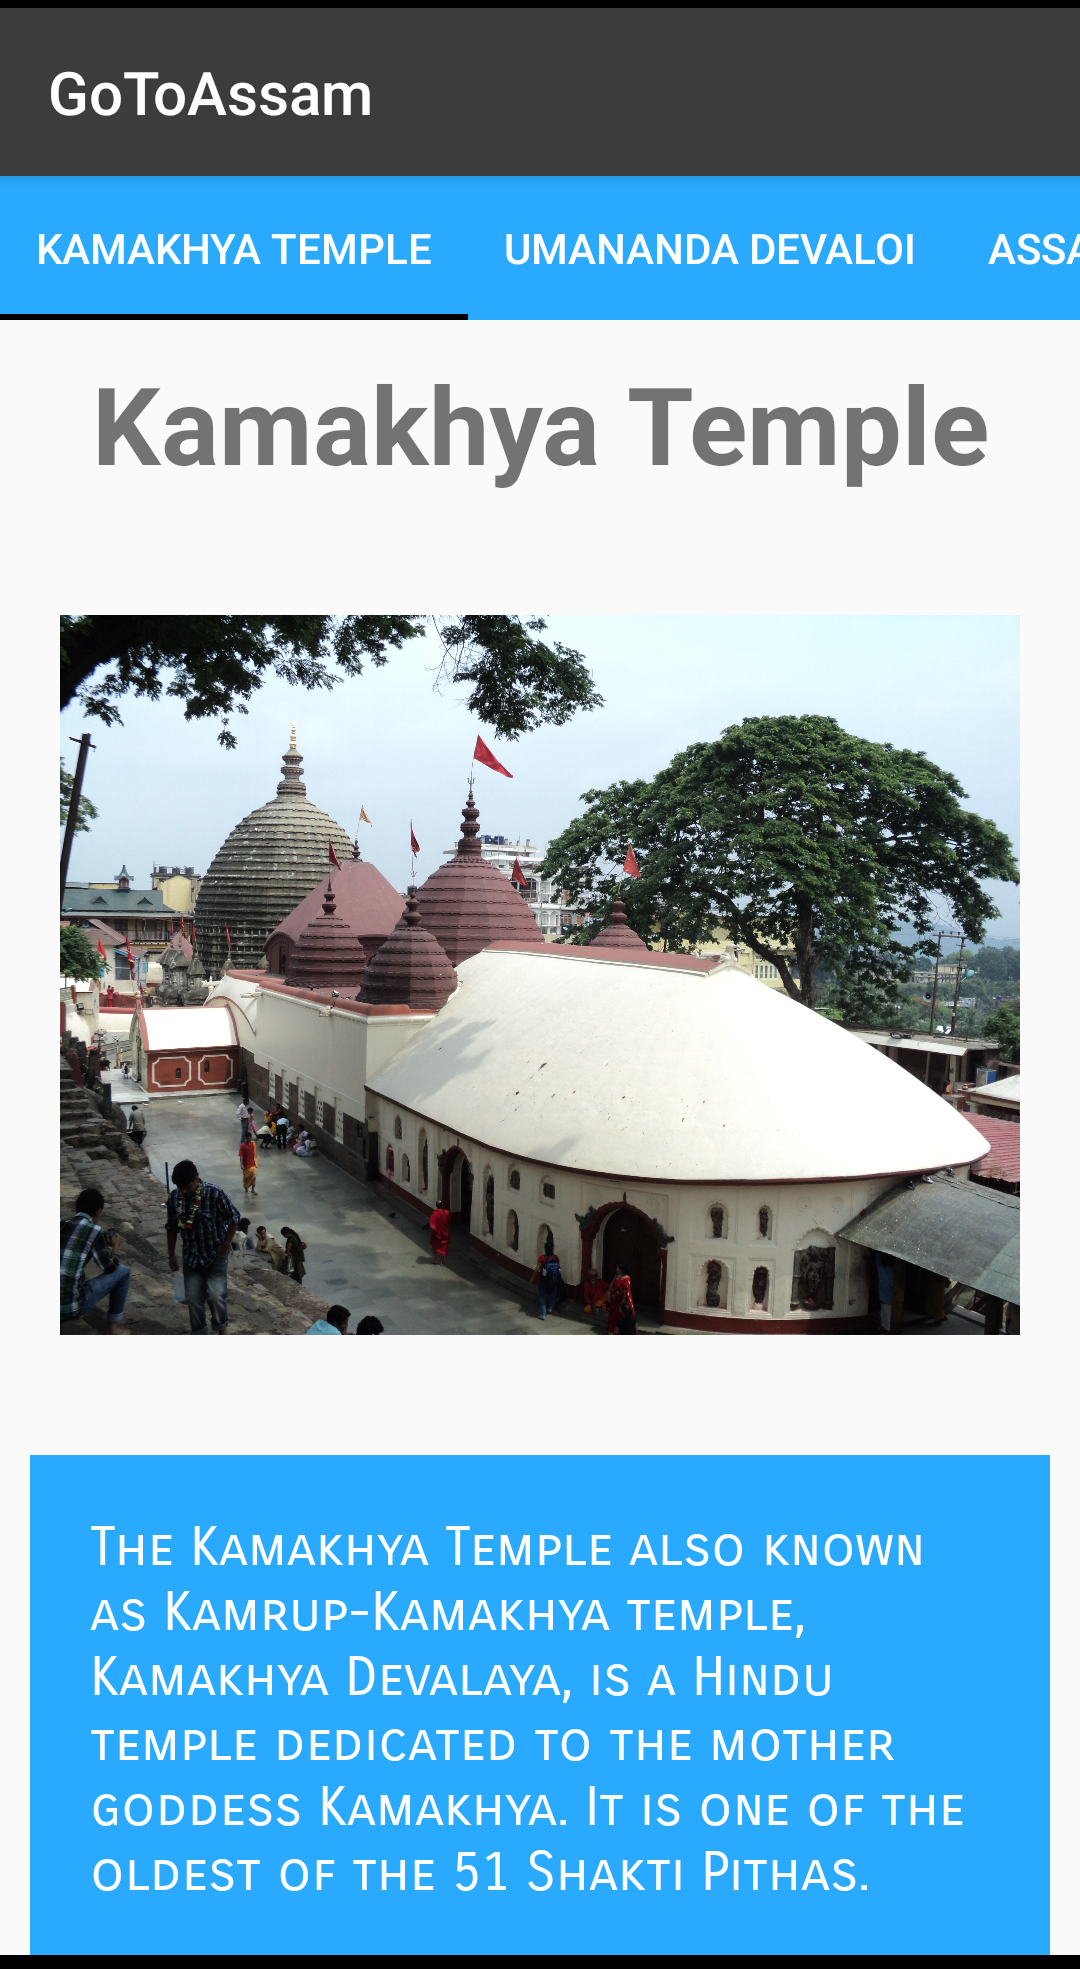 GoToAssam
KAMAKHYA TEMPLE UMANANDA DEVALOI
Kamakhya Temple
The Kamakhya Temple also known
as Kamrup-Kamakhya temple,
Kamakhya Devalaya, is a Hindu
temple dedicated to the mother
goddess Kamakhya. It is one of the
oldest of the 51 Shakti Pithas.